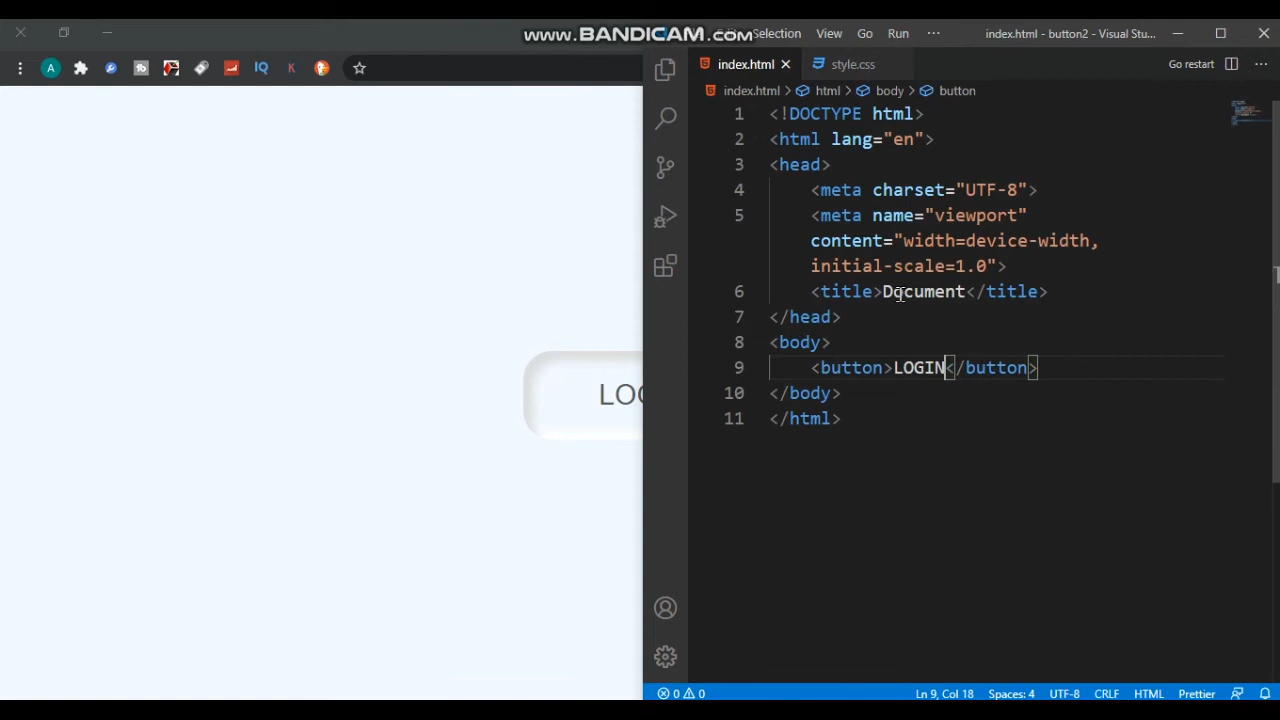 www.BANDICAM.com
Selection View Go Run ··· index.html - button2 - Visual Stu...
index.html style.css Go restart
index.html > html > body > button
1 <!DOCTYPE html>
2 <html lang="en">
3 <head>
4 <meta charset="UTF-8">
5 <meta name="viewport"
content="width=device-width,
initial-scale=1.0">
6 <title>Document</title>
7 </head>
8 <body>
9 <button>LOGIN</button>
10 </body>
11 </html>
A fb IQ K
LOG
0 0 Ln 9, Col 18 Spaces: 4 UTF-8 CRLF HTML Prettier